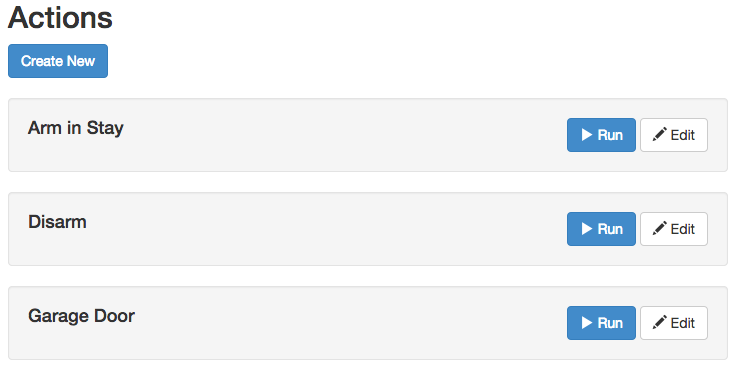 Actions
Create New
Arm in Stay
Run Edit
Disarm
Run Edit
Garage Door
Run Edit